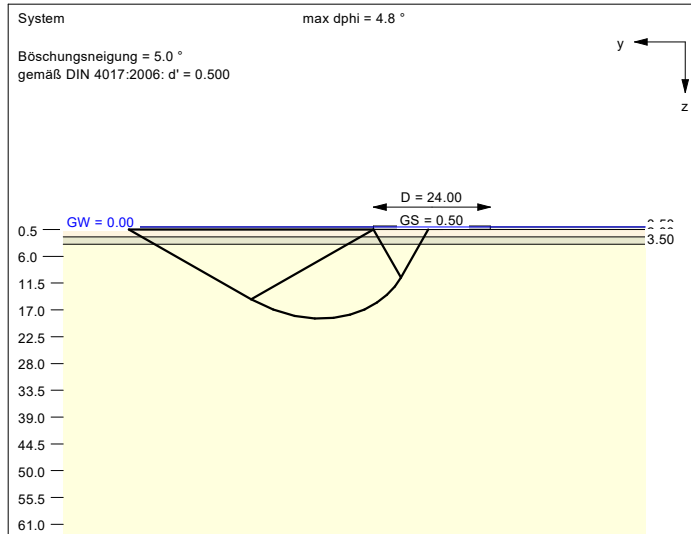 System
max dphi = 4.8 °
Böschungsneigung = 5.0 °
gemäß DIN 4017:2006: d' = 0.500
y
z
D = 24.00
GW = 0.00
GS = 0.50
3.50
0.5
6.0
11.5
17.0
22.5
28.0
33.5
39.0
44.5
50.0
55.5
61.0